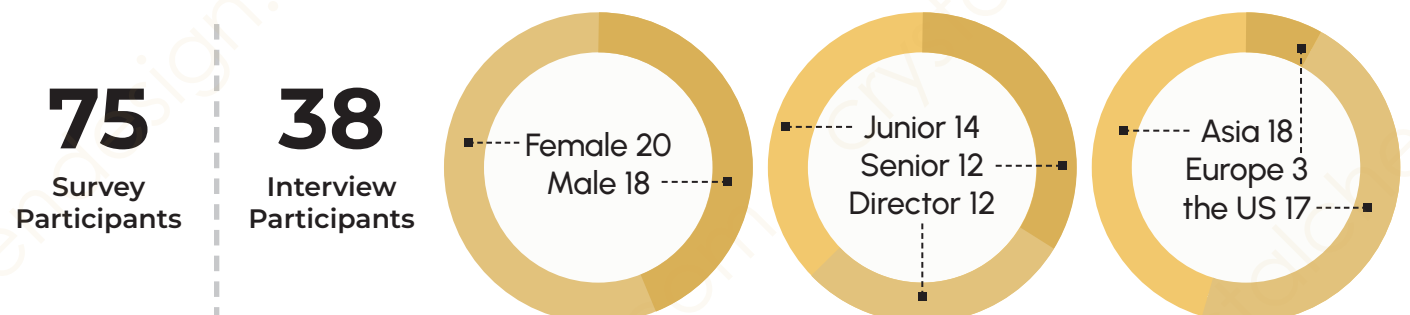 75
Survey
Participants
38
Interview
Participants
Female 20
Male 18
Junior 14
Senior 12
Director 12
Asia 18
Europe 3
the US 17